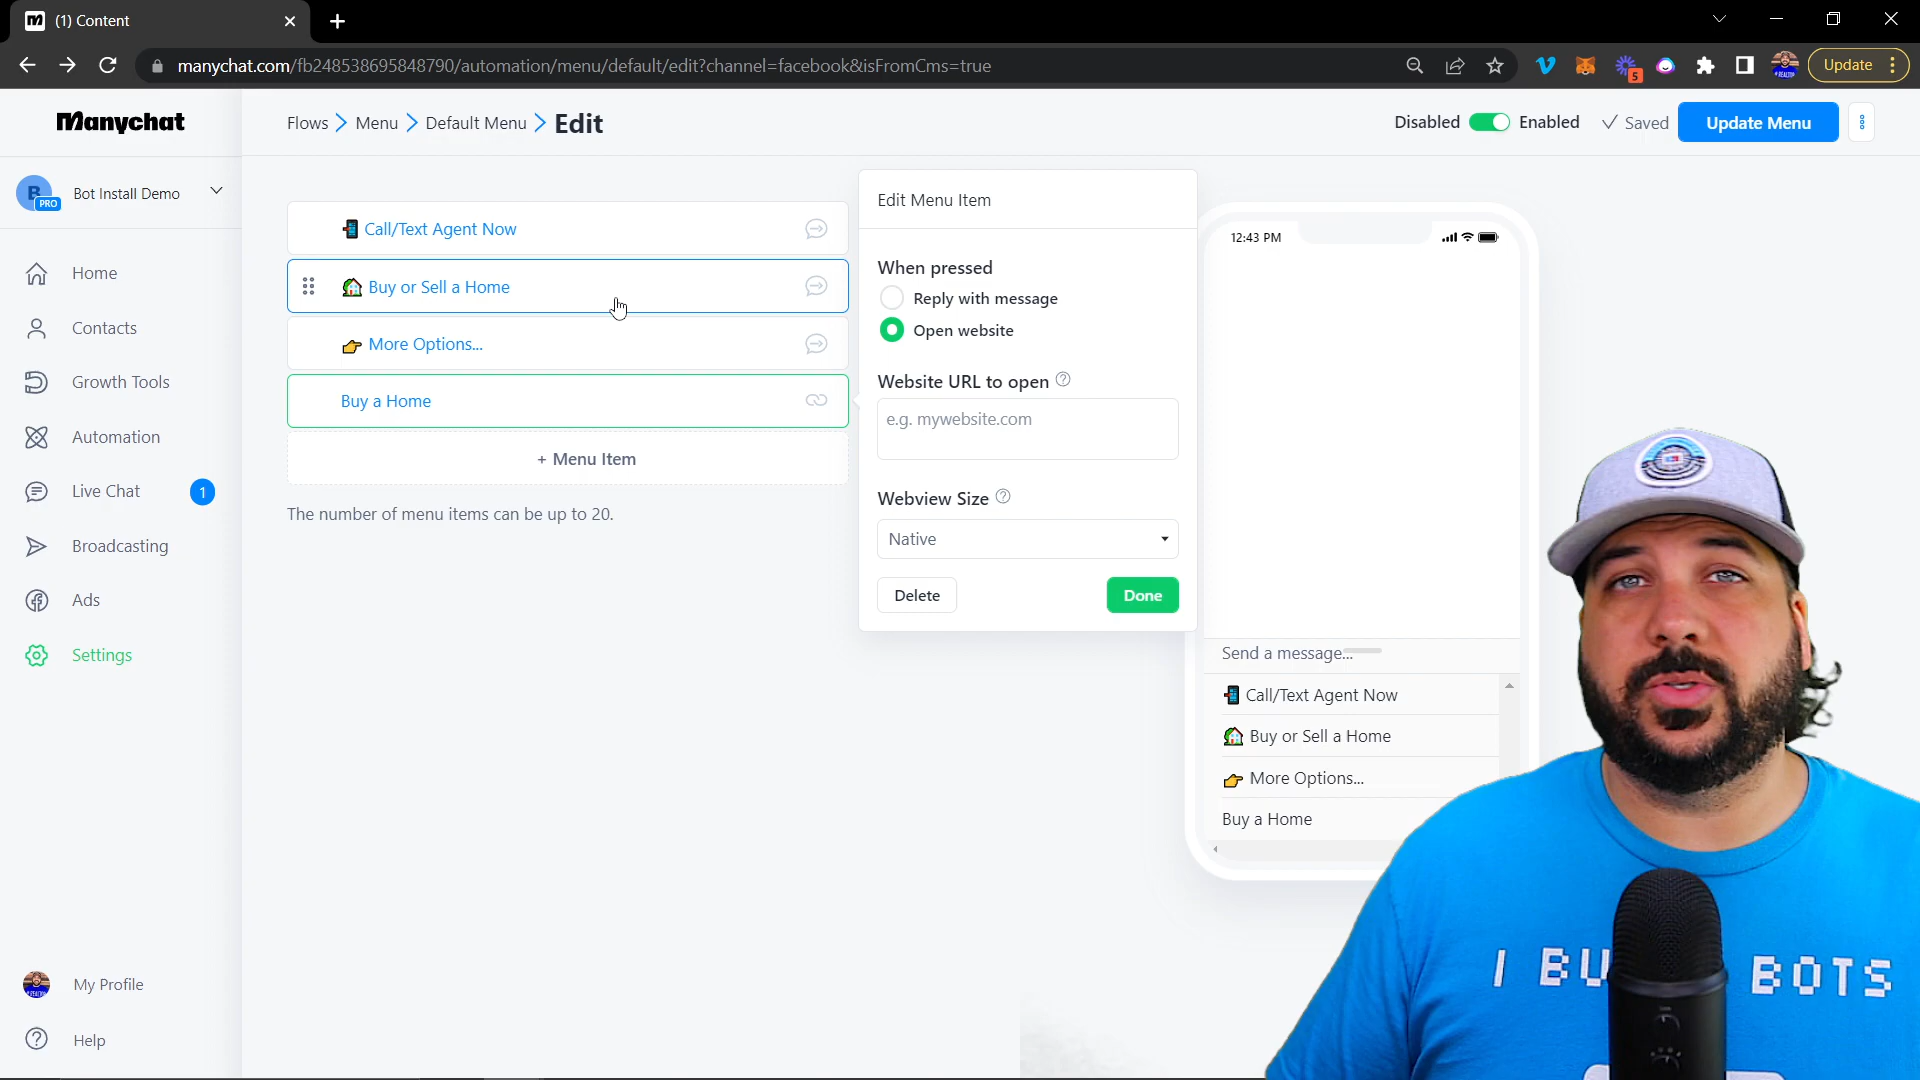 (1) Content
manychat.com/fb248538695848790/automation/menu/default/edit?channel=facebook&isFromCms=true
5
Update
Manychat
Flows > Menu > Default Menu > Edit
Disabled Enabled Saved Update Menu
B
PRO
Bot Install Demo
Home
Contacts
Growth Tools
Automation
Live Chat 1
Broadcasting
Ads
Settings
My Profile
Help
Call/Text Agent Now
Buy or Sell a Home
More Options...
Buy a Home
+ Menu Item
The number of menu items can be up to 20.
Edit Menu Item
When pressed
Reply with message
Open website
Website URL to open
e.g. mywebsite.com
Webview Size
Native
Delete Done
12:43 PM
Send a message...
Call/Text Agent Now
Buy or Sell a Home
More Options...
Buy a Home
I BU BOTS